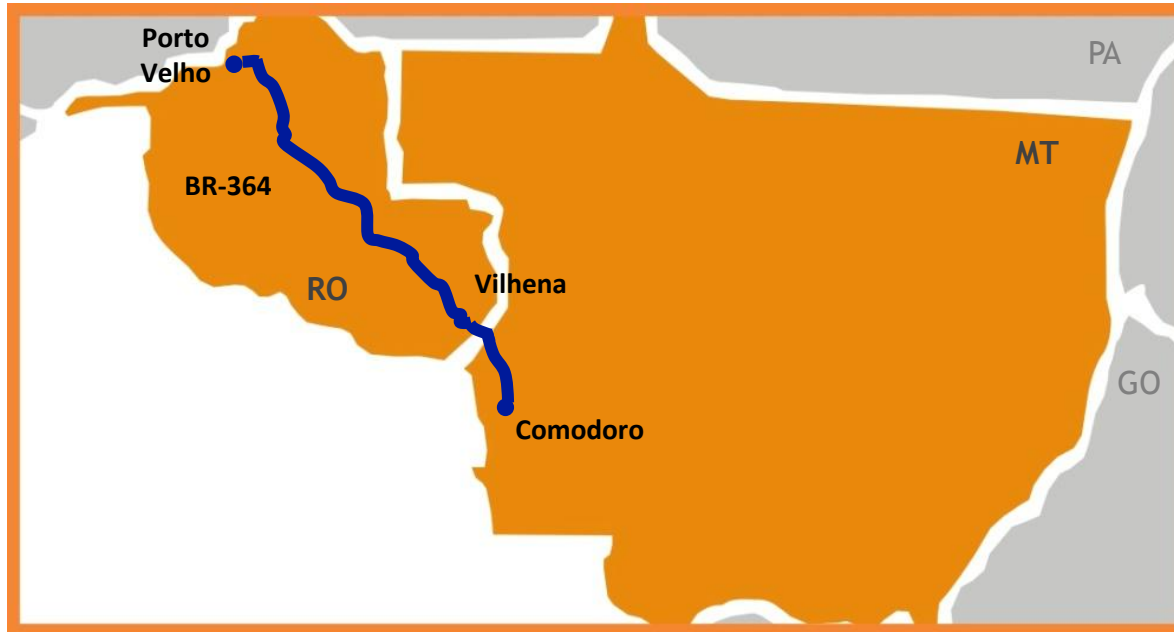 Porto
Velho
PA
MT
BR-364
Vilhena
RO
GO
Comodoro